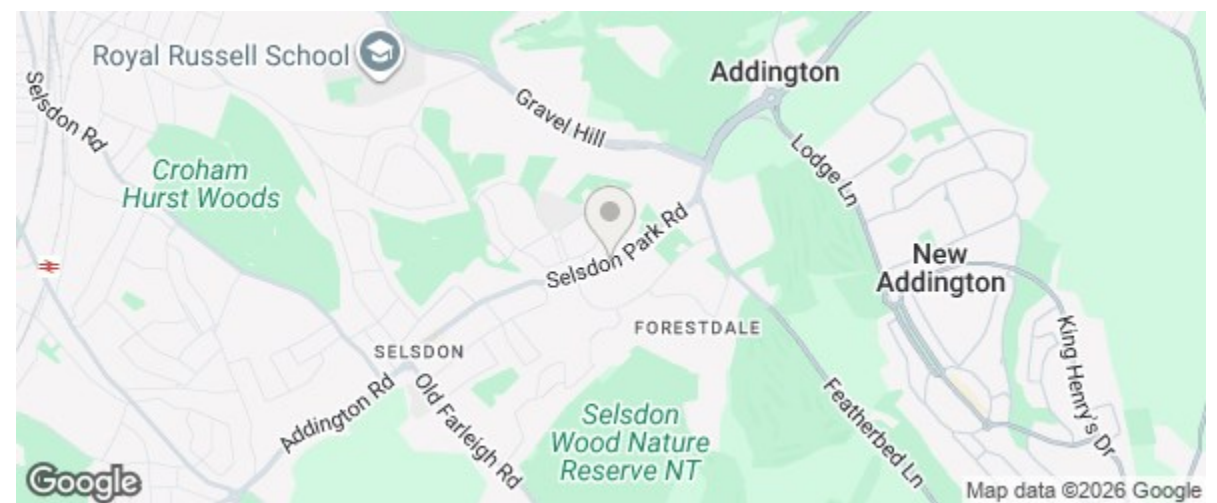 Royal Russell School
Addington
Selsdon Rd
Gravel Hill
Lodge Ln
Croham
Hurst Woods
Selsdon Park Rd
New
Addington
FORESTDALE
SELSDON
King Henry's Dr
Addington Rd
Old Farleigh Rd
Featherbed Ln
Selsdon
Wood Nature
Reserve NT
Google
Map data ©2026 Google